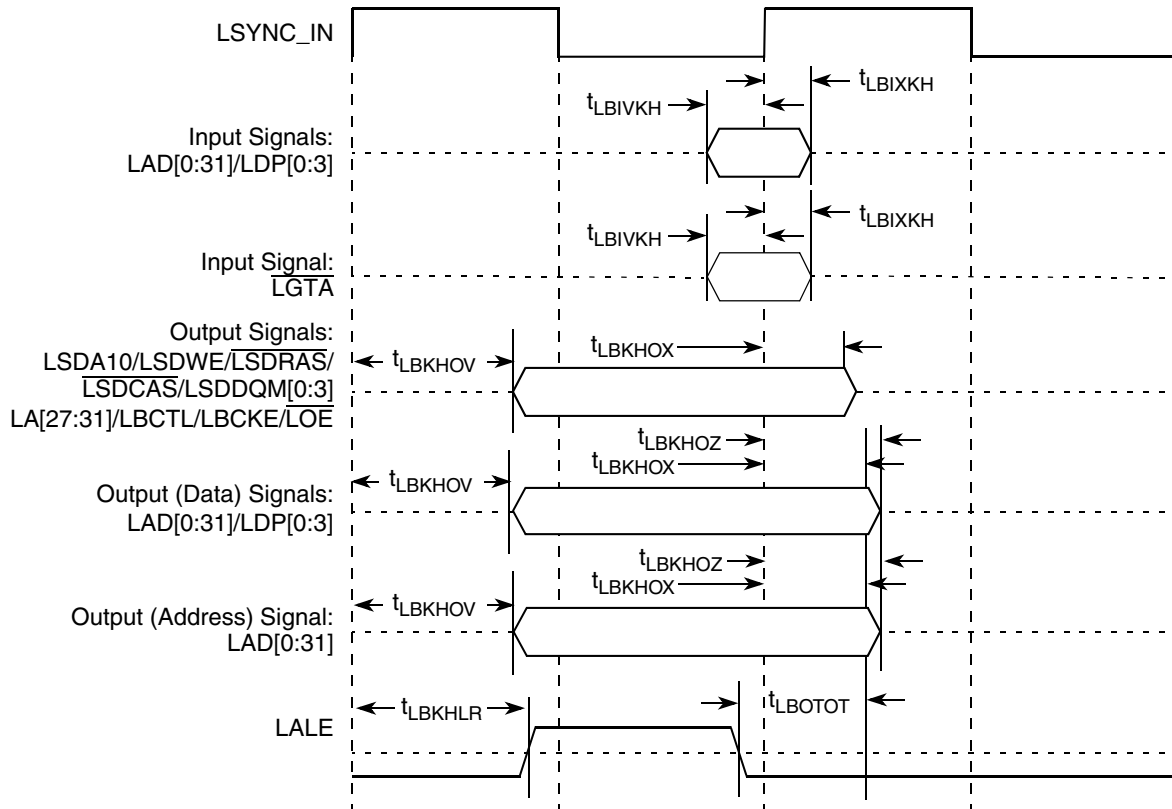 LSYNC_IN
tLBIXKH
tLBIVKH
Input Signals:
LAD[0:31]/LDP[0:3]
tLBIXKH
tLBIVKH
Input Signal:
LGTA
Output Signals:
LSDA10/LSDWE/LSDRAS/
LSDCAS/LSDDQM[0:3]
LA[27:31]/LBCTL/LBCKE/LOE
tLBKHOV
tLBKHOX
tLBKHOZ
tLBKHOX
tLBKHOV
Output (Data) Signals:
LAD[0:31]/LDP[0:3]
tLBKHOZ
tLBKHOX
tLBKHOV
Output (Address) Signal:
LAD[0:31]
tLBKHLR
tLBOTOT
LALE